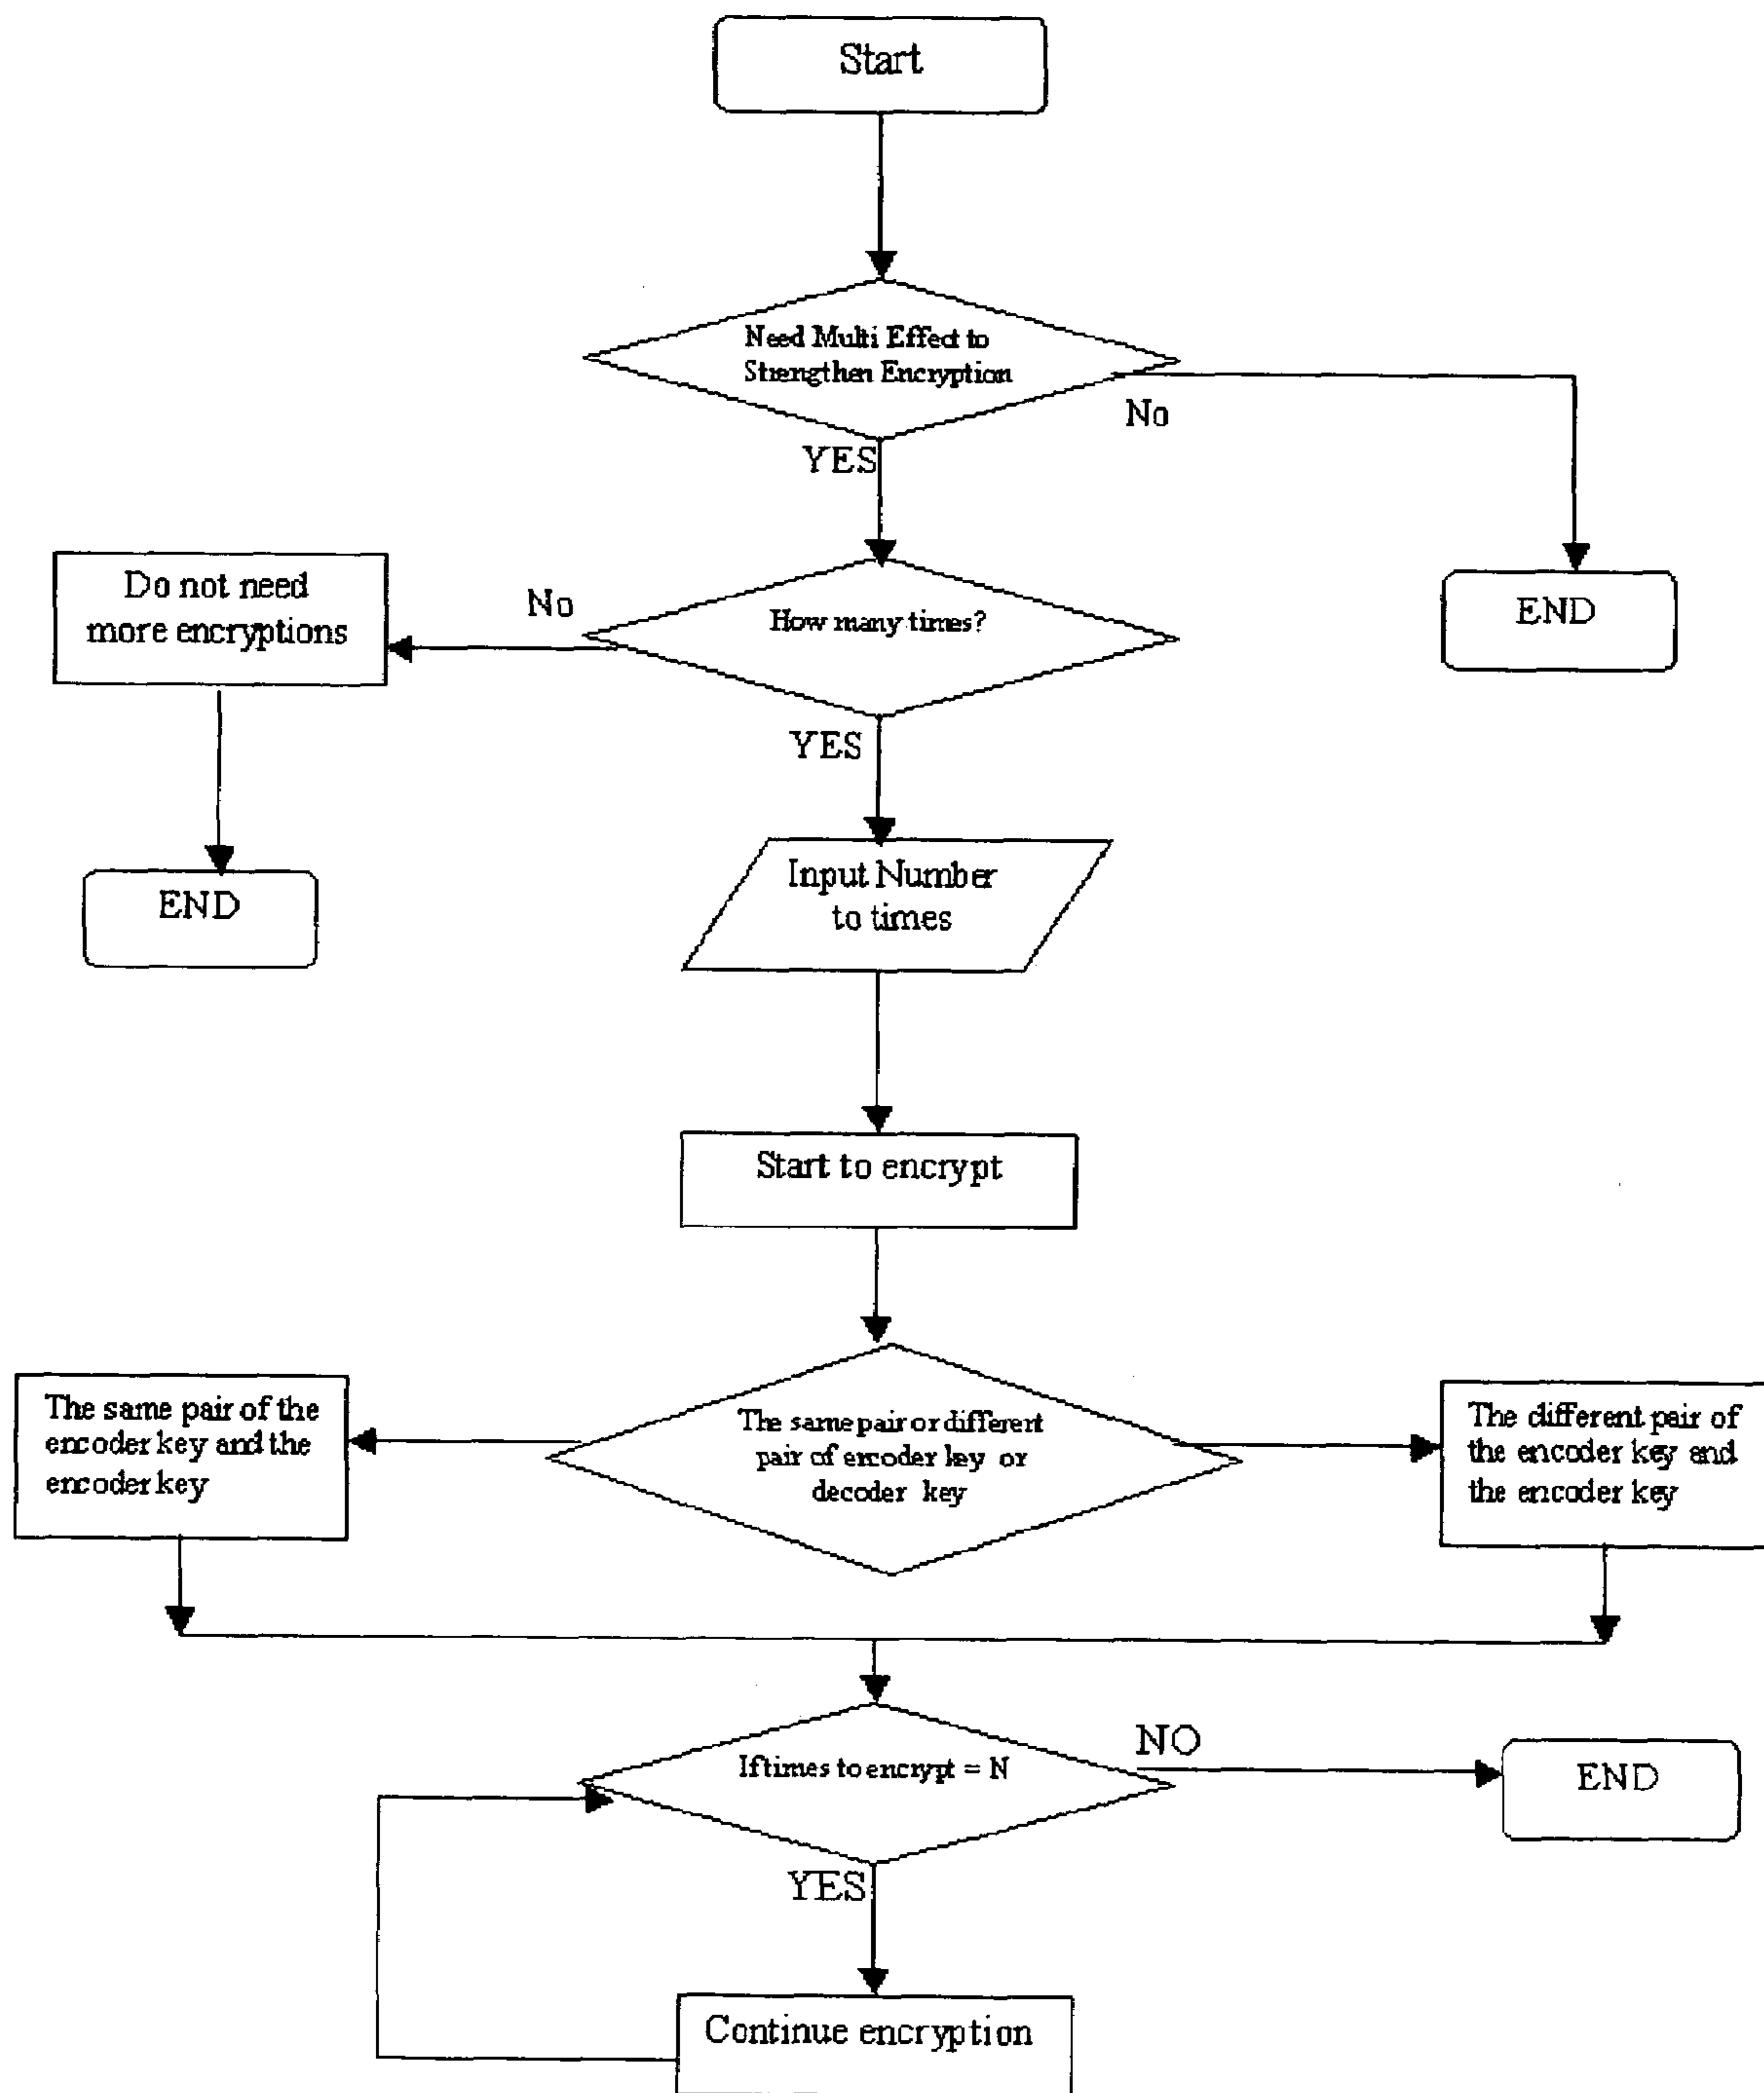 Start
Need Multi Effect to
Strengthen Encryption
No
YES
Do not need
more encryptions
No
How many times?
END
YES
END
Input Number
to times
Start to encrypt
The same pair of the
encoder key and the
encoder key
The same pair or different
pair of encoder key or
decoder key
The different pair of
the encoder key and
the encoder key
If times to encrypt = N
NO
END
YES
Continue encryption